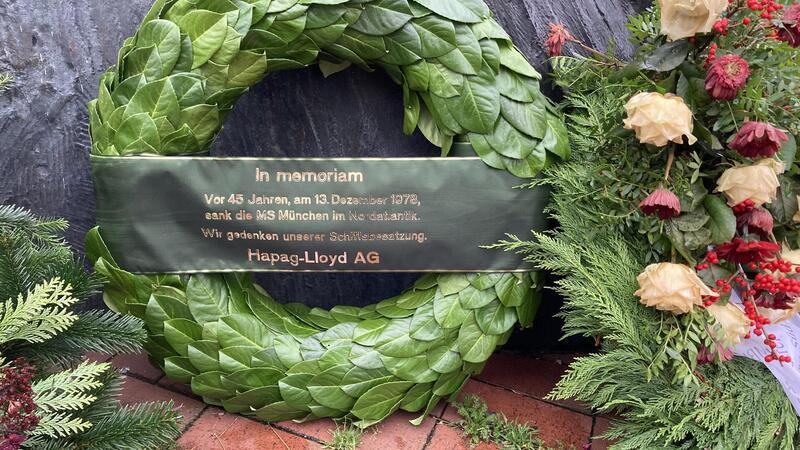 In memoriam
Vor 45 Jahren, am 13. Dezember 1978,
sank die MS München im Nordatlantik.
Wir gedenken unserer Schiffsbesatzung.
Hapag-Lloyd AG